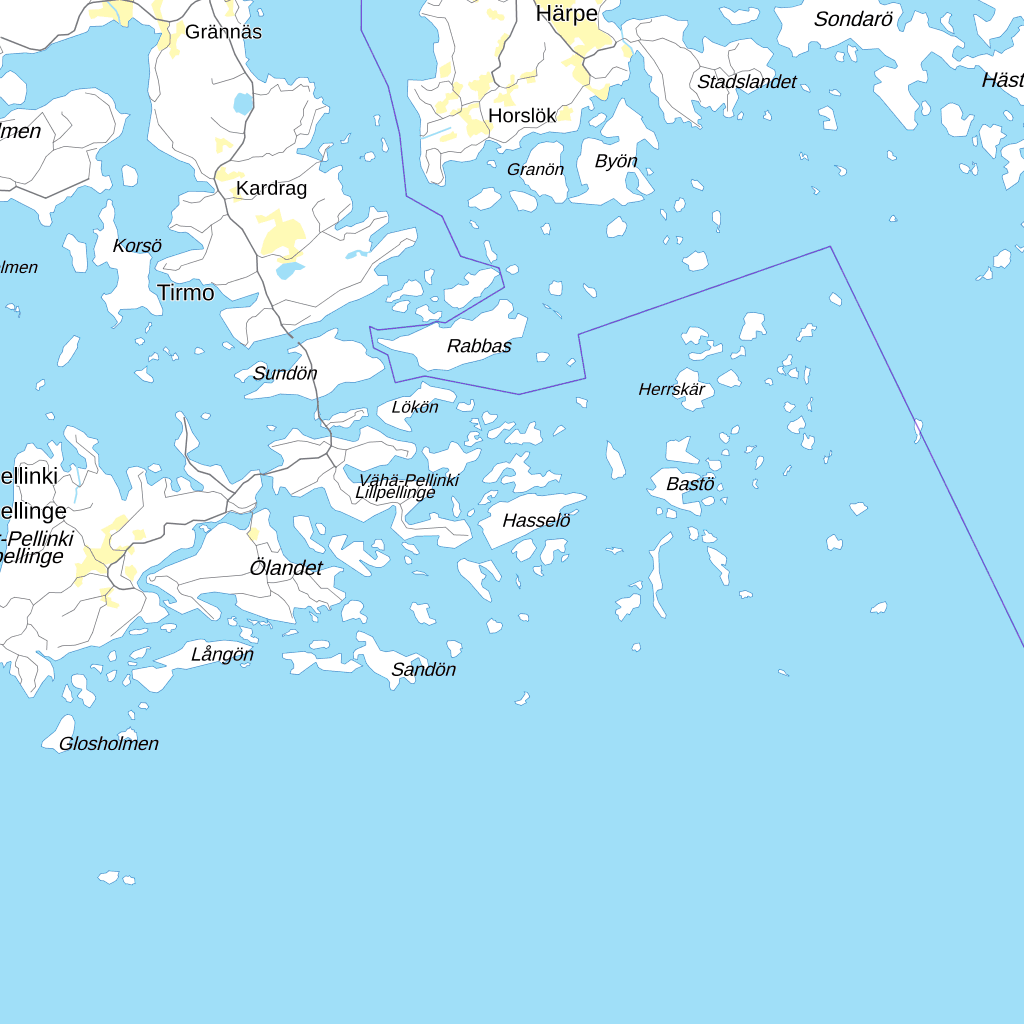 Härpe
Sondarö
Grännäs
Stadslandet
Häst
lmen
Horslök
Byön
Granön
Kardrag
Korsö
lmen
Tirmo
Rabbas
Sundön
Herrskär
Lökön
ellinki
Vähä-Pellinki
Lillpellinge
Bastö
ellinge
Hasselö
-Pellinki
pellinge
Ölandet
Långön
Sandön
Glosholmen